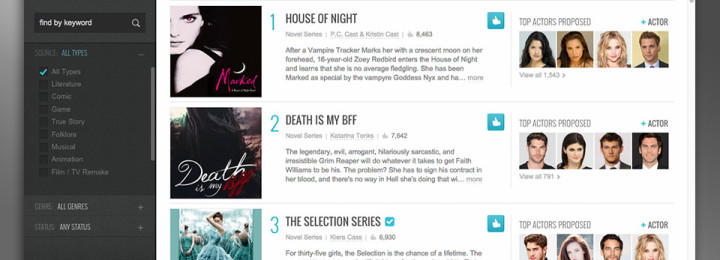 find by keyword
SOURCE: ALL TYPES
All Types
Literature
Comic
Game
True Story
Folklore
Musical
Animation
Film / TV Remake
GENRE: ALL GENRES
STATUS: ANY STATUS
Marked
1 HOUSE OF NIGHT
Novel Series | P.C. Cast & Kristin Cast | 8,463
After a Vampire Tracker Marks her with a crescent moon on her
forehead, 16-year-old Zoey Redbird enters the House of Night
and learns that she is no average fledgling. She has been
Marked as special by the vampyre Goddess Nyx and ha... more
TOP ACTORS PROPOSED + ACTOR
View all 1,543 >
Death
is my BFF
2 DEATH IS MY BFF
Novel Series | Katarina Tonks | 7,642
The legendary, evil, arrogant, hilariously sarcastic, and
irresistible Grim Reaper will do whatever it takes to get Faith
Williams to be his. The problem? She has to sign his contract in
her blood, and there's no way in Hell she's doing that wi... more
TOP ACTORS PROPOSED + ACTOR
View all 791 >
3 THE SELECTION SERIES
Novel Series | Kiera Cass | 6,930
For thirty-five girls, the Selection is the chance of a lifetime. The
TOP ACTORS PROPOSED + ACTOR